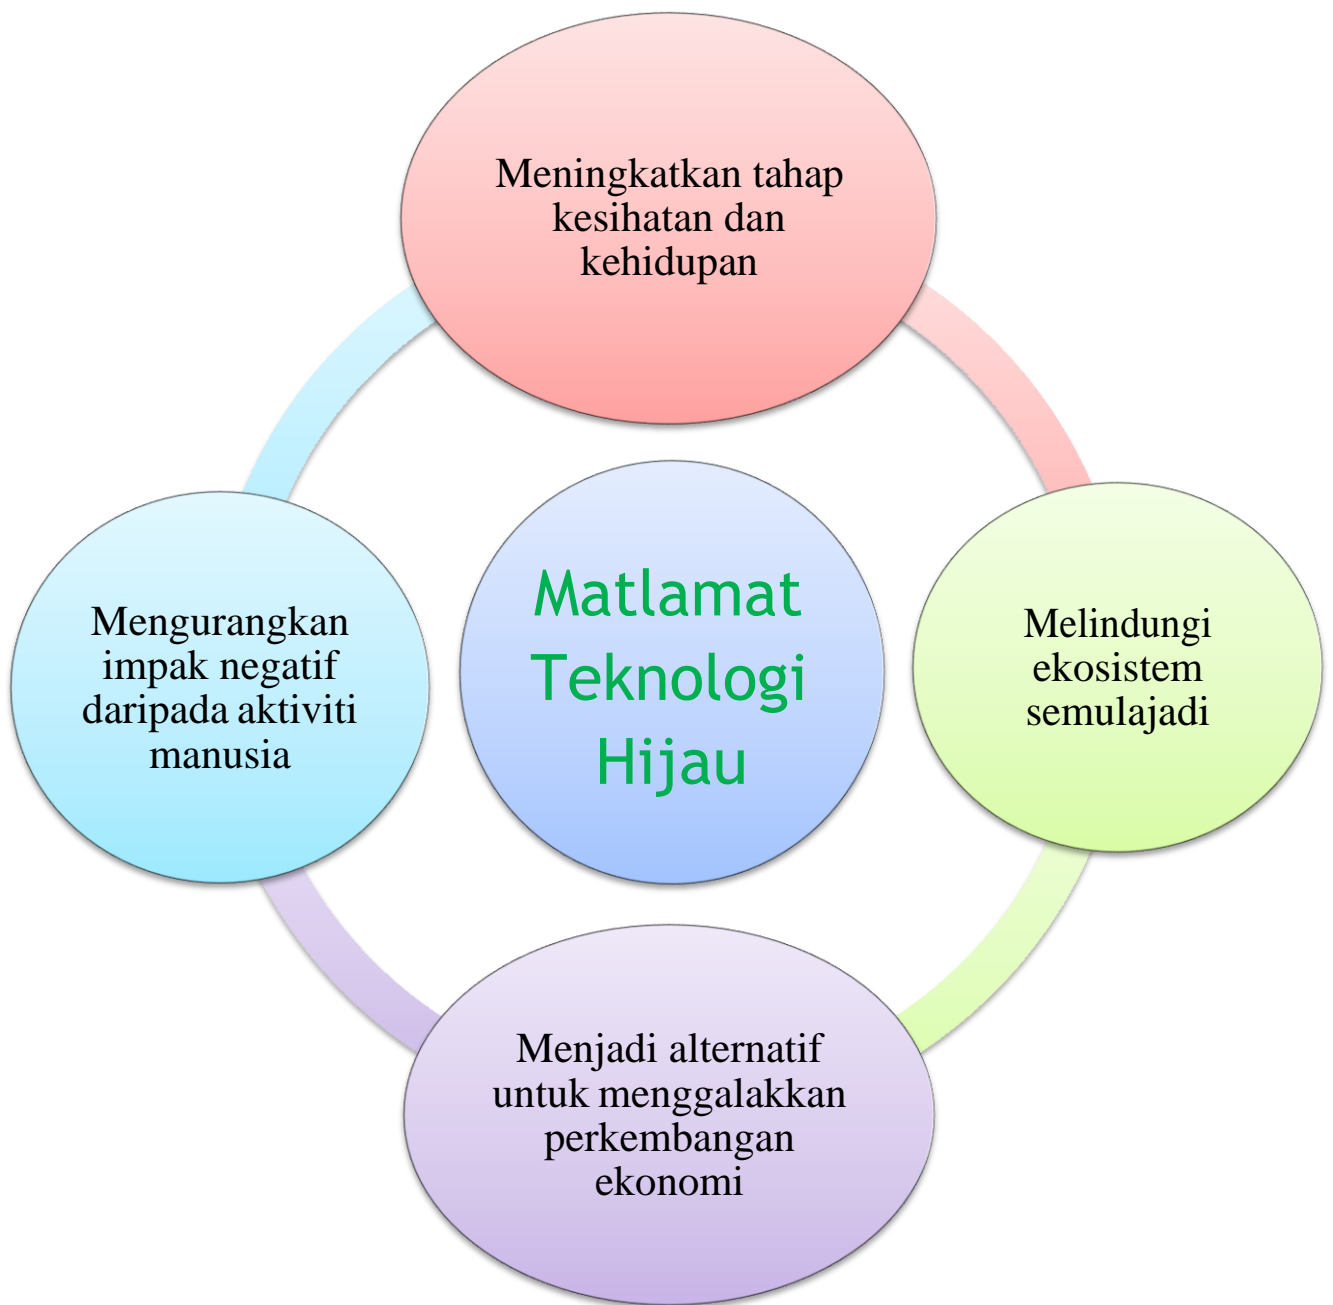 Meningkatkan tahap
kesihatan dan
kehidupan
Mengurangkan
impak negatif
daripada aktiviti
manusia
Matlamat
Teknologi
Hijau
Melindungi
ekosistem
semulajadi
Menjadi alternatif
untuk menggalakkan
perkembangan
ekonomi